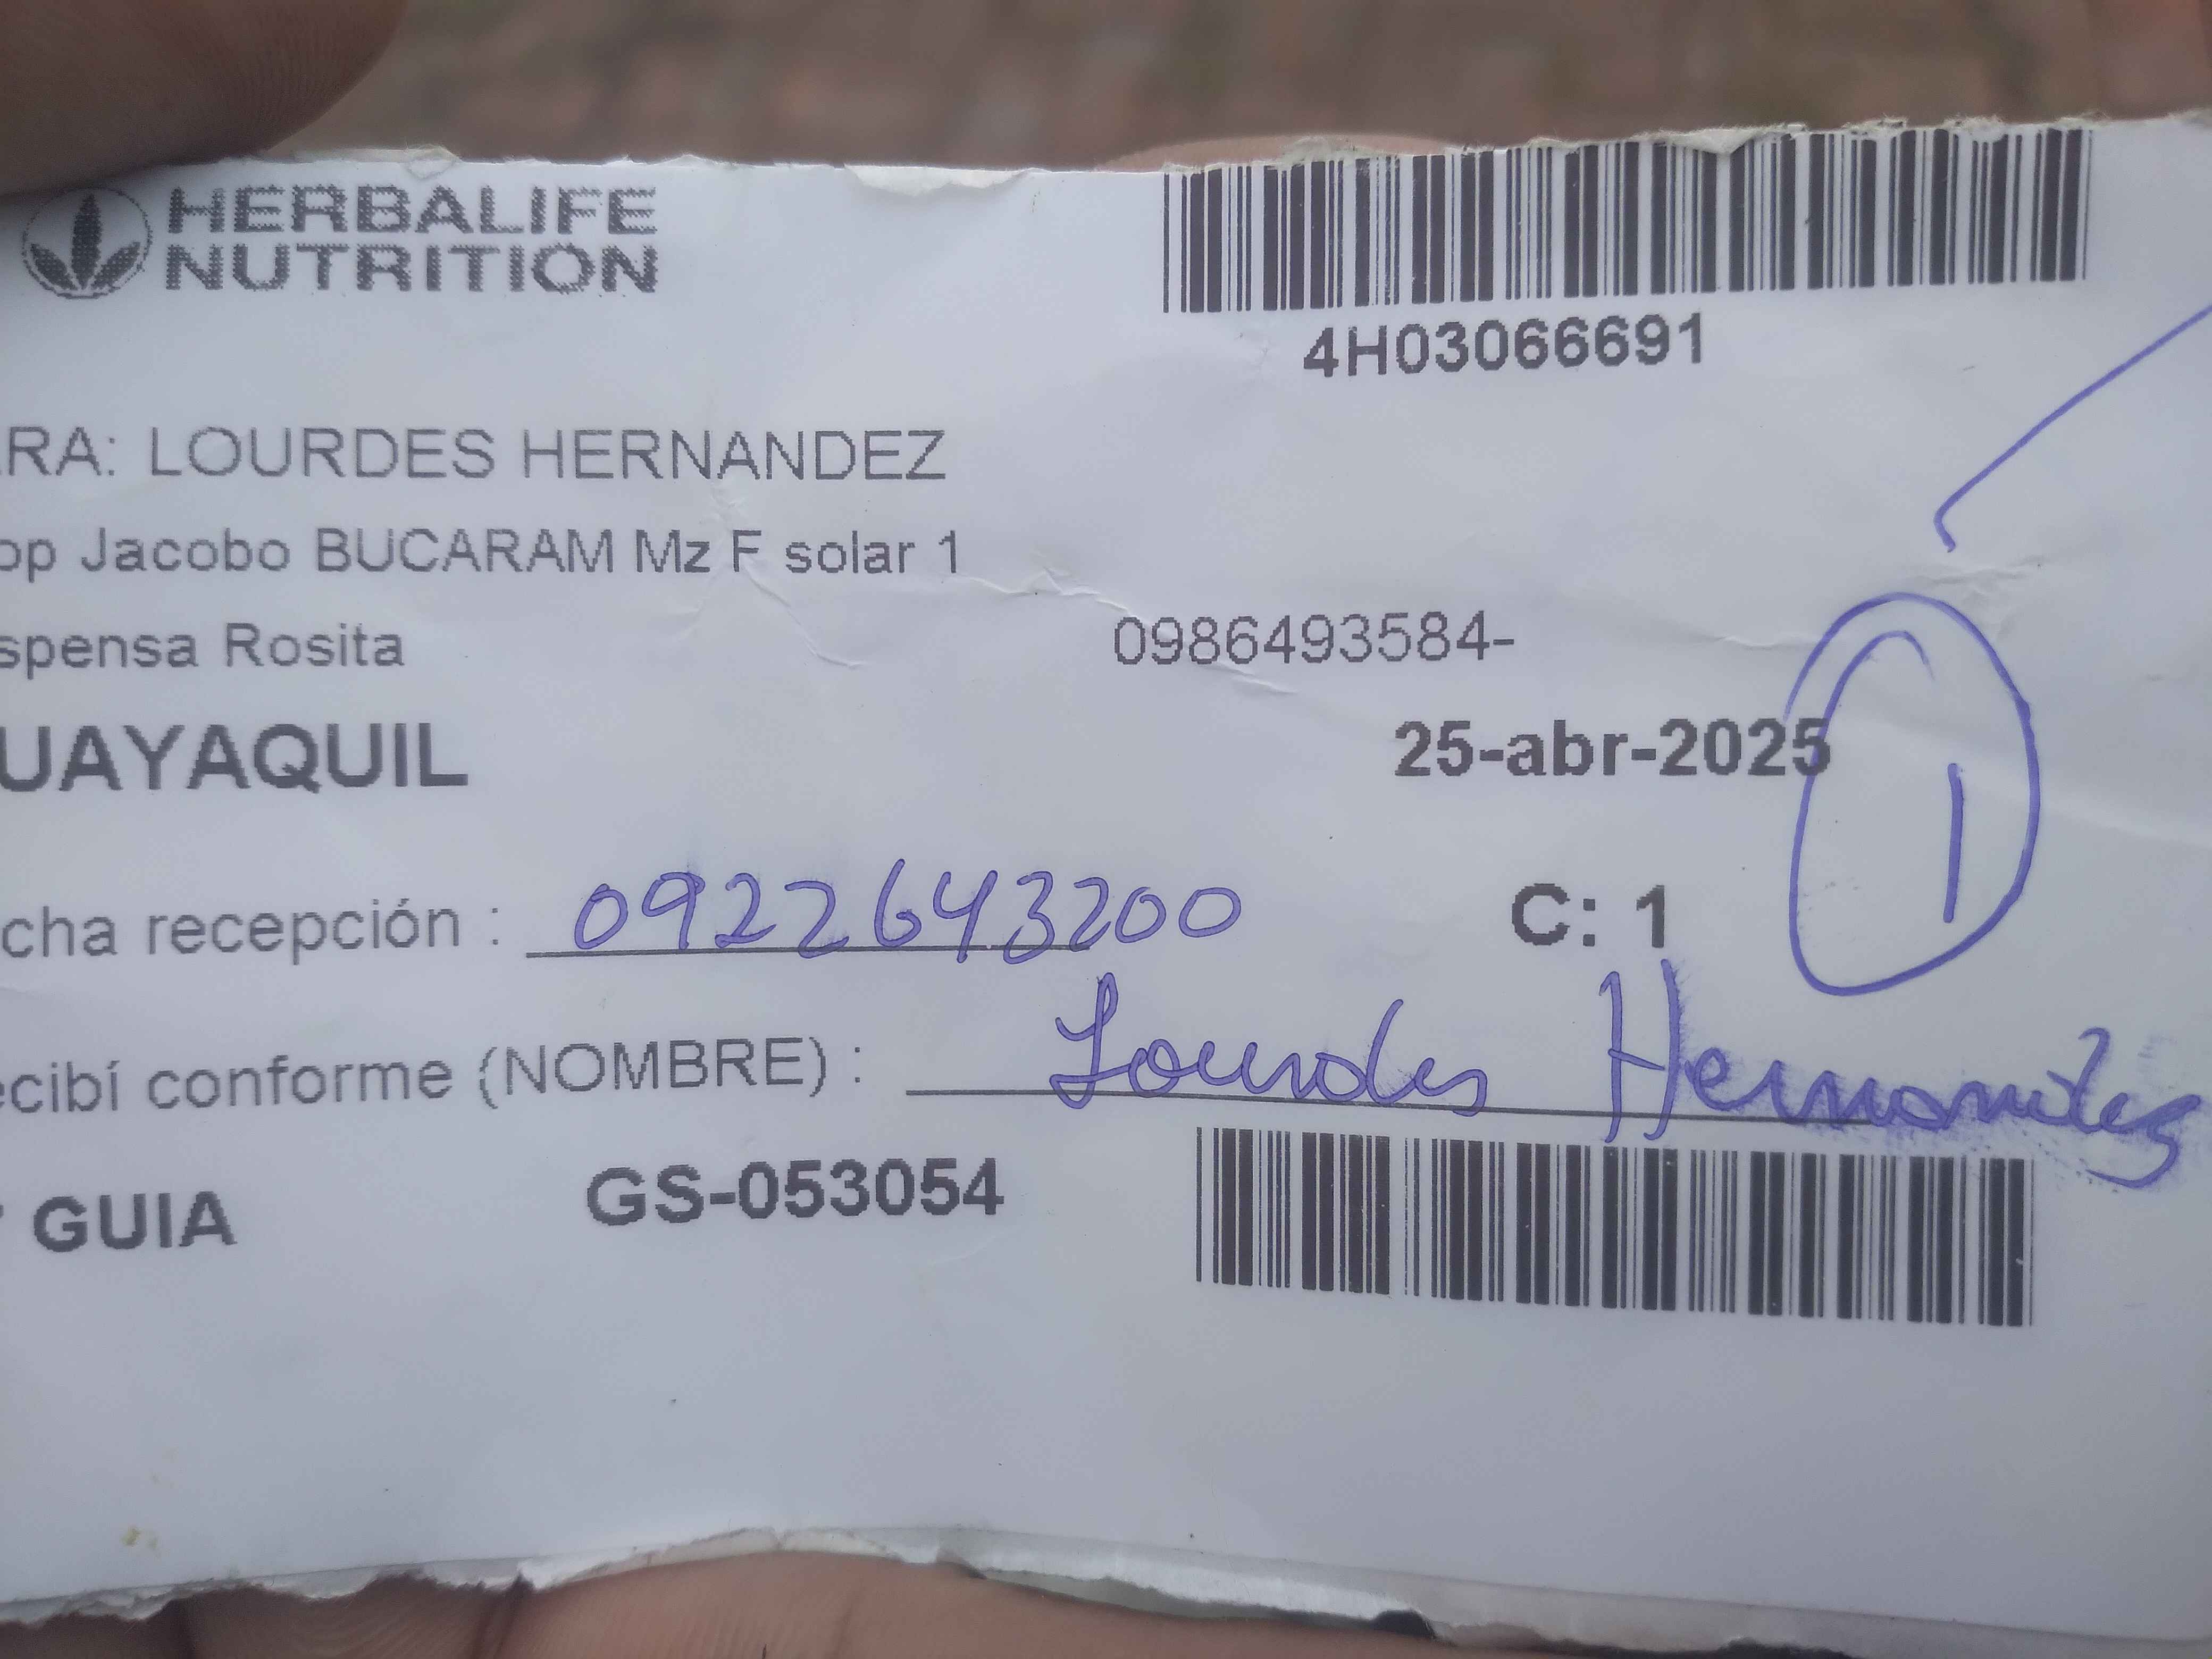 HERBALIFE
NUTRITION
4H03066691
ARA: LOURDES HERNANDEZ
op Jacobo BUCARAM Mz F solar 1
spensa Rosita 0986493584-
UAYAQUIL 25-abr-2025
1
cha recepción : 0922643200 C: 1
ecibí conforme (NOMBRE) : Lourdes Hernandez
GUIA GS-053054